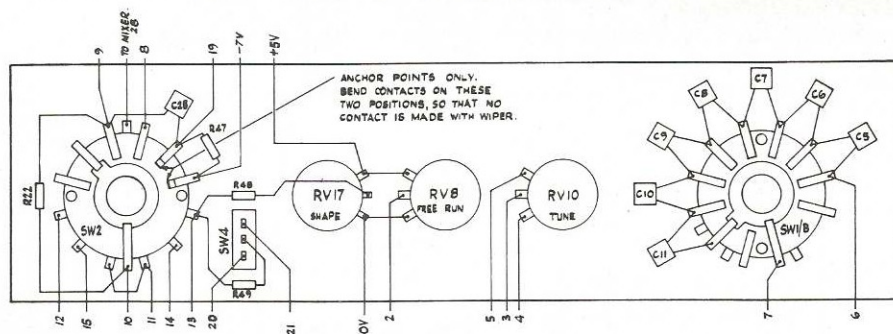 9
TO MIXER.
28
8
19
-7V
+5V
ANCHOR POINTS ONLY.
BEND CONTACTS ON THESE
TWO POSITIONS, SO THAT NO
CONTACT IS MADE WITH WIPER.
C28
R47
R22
SW2
R48
SW4
R49
RV17
SHAPE
RV8
FREE RUN
RV10
TUNE
C7
C8
C6
C9
C5
C10
C11
SW1/B
12
15
10
11
14
13
20
21
0V
2
5
3
4
7
6